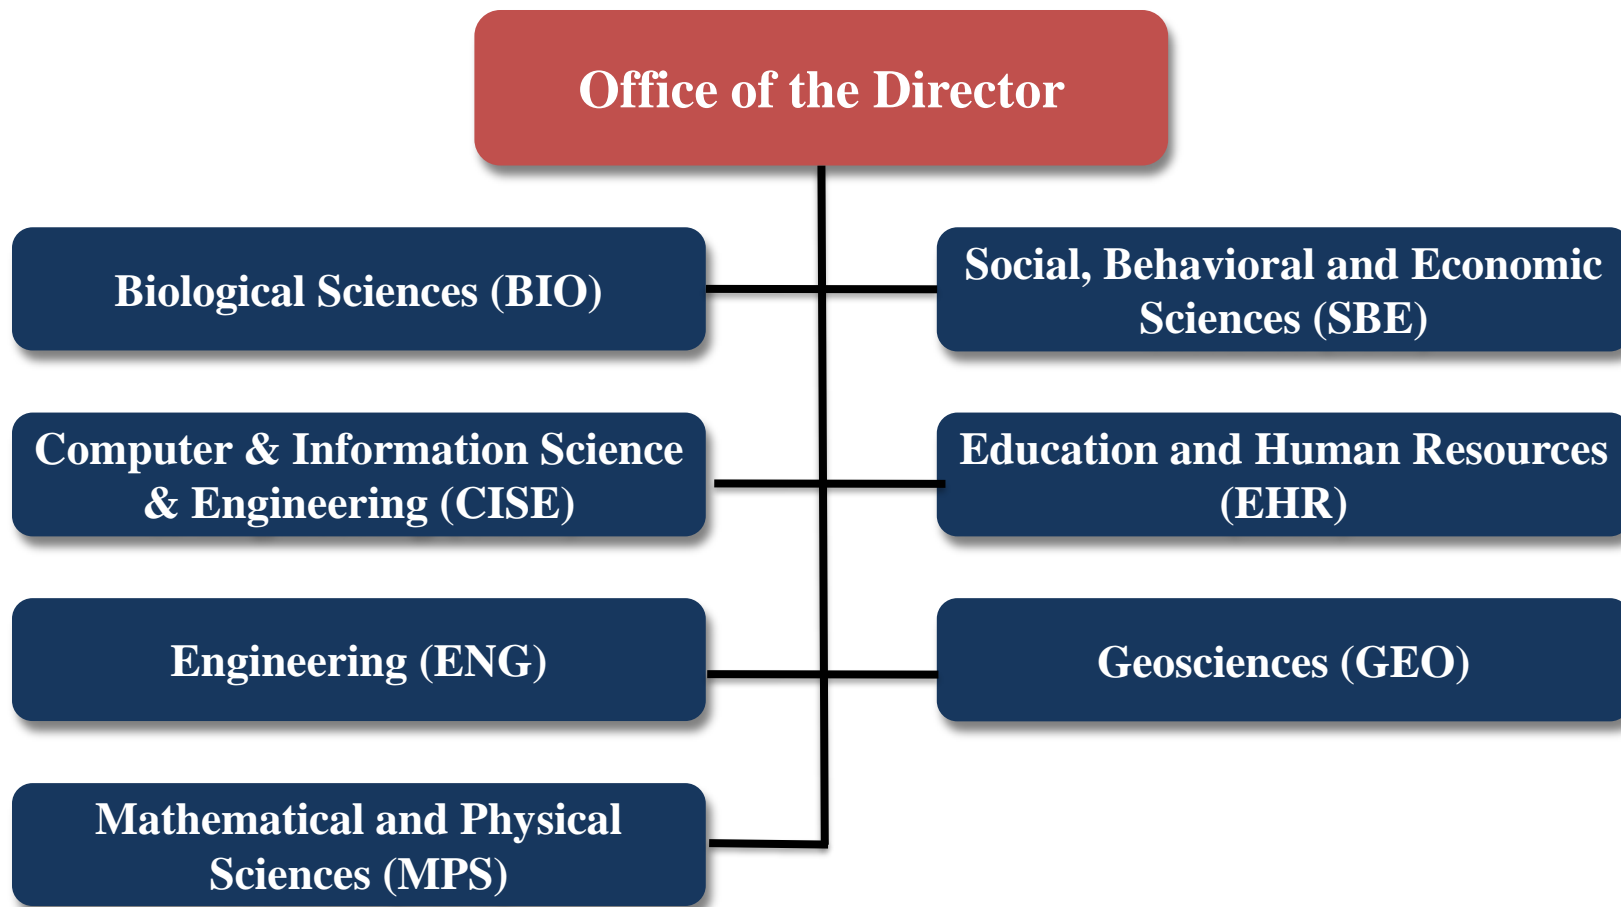 Office of the Director
Biological Sciences (BIO)
Social, Behavioral and Economic
Sciences (SBE)
Computer & Information Science
& Engineering (CISE)
Education and Human Resources
(EHR)
Engineering (ENG)
Geosciences (GEO)
Mathematical and Physical
Sciences (MPS)